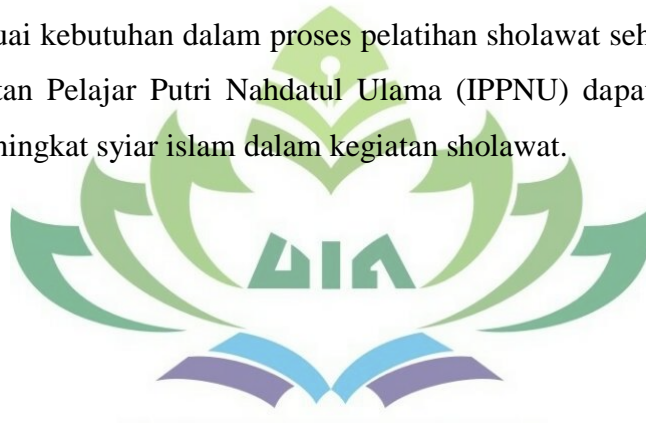 uai kebutuhan dalam proses pelatihan sholawat seh
tan Pelajar Putri Nahdatul Ulama (IPPNU) dapa
ningkat syiar islam dalam kegiatan sholawat.
UIN